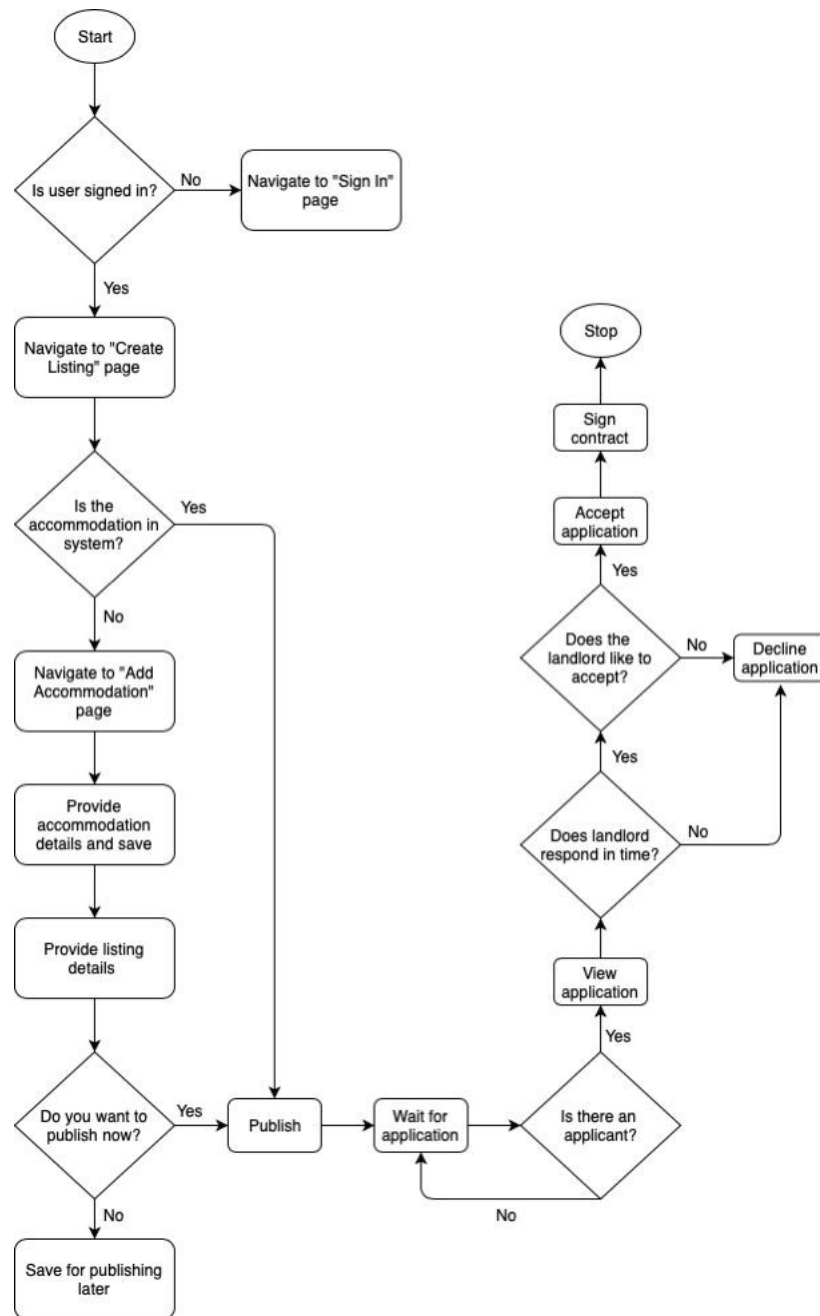 Start
Is user signed in?
No
Navigate to "Sign In"
page
Yes
Navigate to "Create
Listing" page
Is the
accommodation in
system?
Yes
No
Navigate to "Add
Accommodation"
page
Provide
accommodation
details and save
Provide listing
details
Do you want to
publish now?
Yes
No
Save for publishing
later
Publish
Wait for
application
Is there an
applicant?
No
Yes
View
application
Does landlord
respond in time?
No
Yes
Does the
landlord like to
accept?
No
Decline
application
Yes
Accept
application
Sign
contract
Stop